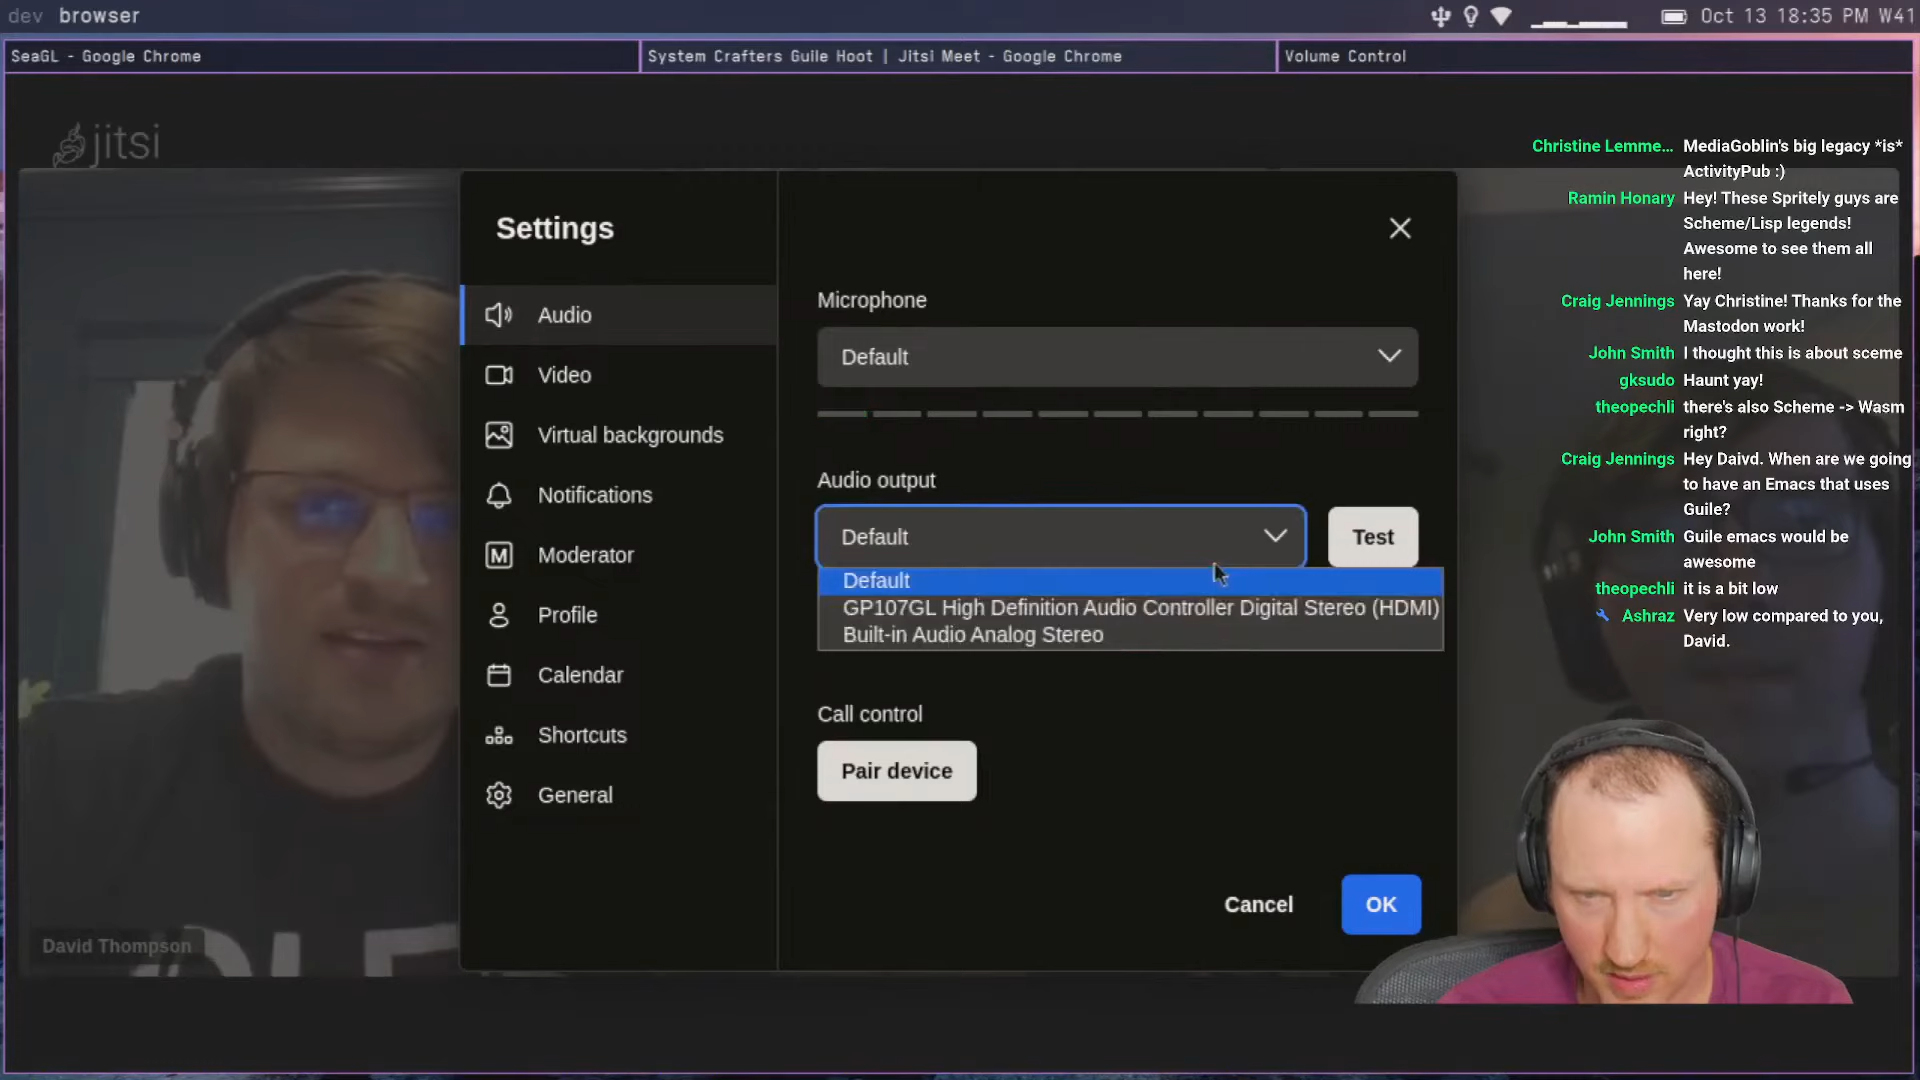 dev browser
Oct 13 18:35 PM W41
SeaGL - Google Chrome
System Crafters Guile Hoot | Jitsi Meet - Google Chrome
Volume Control
jitsi
Settings
Audio
Video
Virtual backgrounds
Notifications
M Moderator
Profile
Calendar
Shortcuts
General
Microphone
Default
Audio output
Default
Test
Default
GP107GL High Definition Audio Controller Digital Stereo (HDMI)
Built-in Audio Analog Stereo
Call control
Pair device
Cancel
OK
David Thompson
Christine Lemme... MediaGoblin's big legacy *is*
ActivityPub :)
Ramin Honary Hey! These Spritely guys are
Scheme/Lisp legends!
Awesome to see them all
here!
Craig Jennings Yay Christine! Thanks for the
Mastodon work!
John Smith I thought this is about sceme
gksudo Haunt yay!
theopechli there's also Scheme -> Wasm
right?
Craig Jennings Hey Daivd. When are we going
to have an Emacs that uses
Guile?
John Smith Guile emacs would be
awesome
theopechli it is a bit low
Ashraz Very low compared to you,
David.